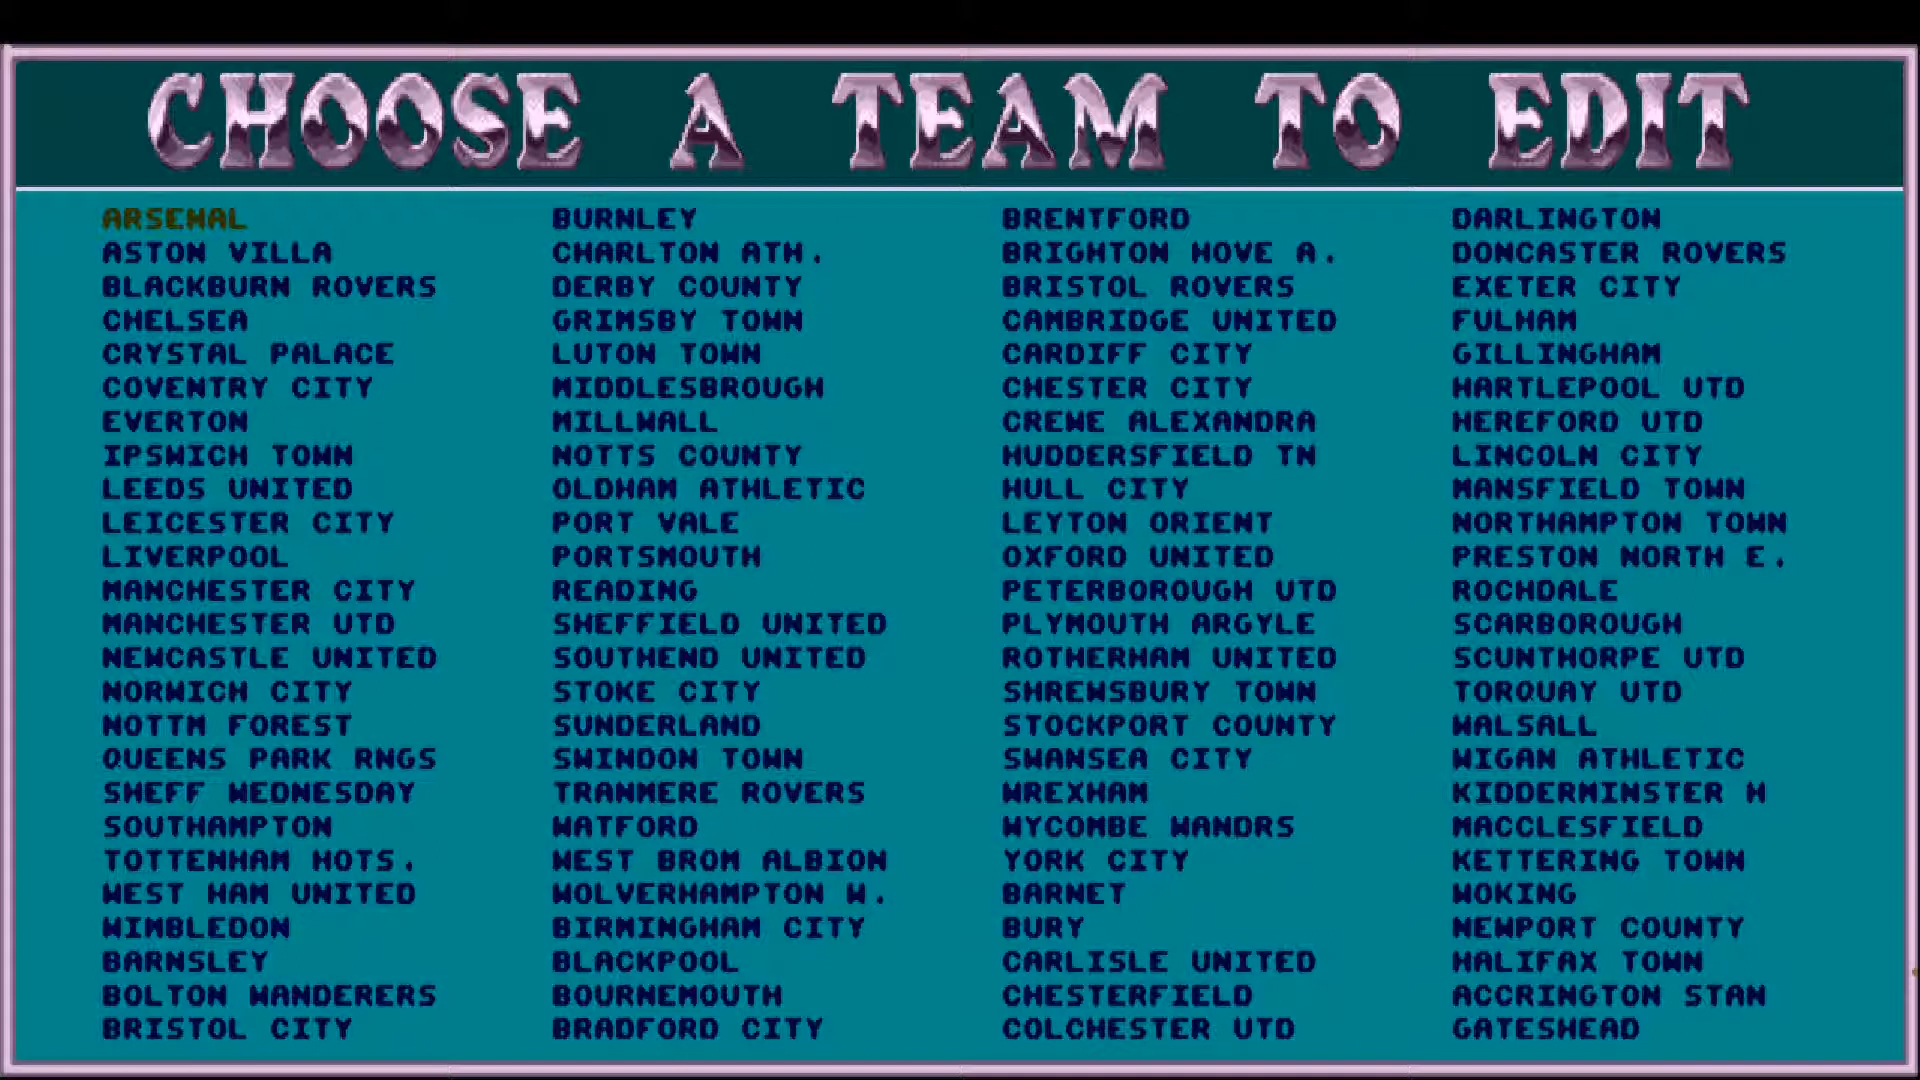 CHOOSE A TEAM TO EDIT
ARSENAL
ASTON VILLA
BLACKBURN ROVERS
CHELSEA
CRYSTAL PALACE
COVENTRY CITY
EVERTON
IPSWICH TOWN
LEEDS UNITED
LEICESTER CITY
LIVERPOOL
MANCHESTER CITY
MANCHESTER UTD
NEWCASTLE UNITED
NORWICH CITY
NOTTM FOREST
QUEENS PARK RNGS
SHEFF WEDNESDAY
SOUTHAMPTON
TOTTENHAM HOTS.
WEST HAM UNITED
WIMBLEDON
BARNSLEY
BOLTON WANDERERS
BRISTOL CITY
BURNLEY
CHARLTON ATH.
DERBY COUNTY
GRIMSBY TOWN
LUTON TOWN
MIDDLESBROUGH
MILLWALL
NOTTS COUNTY
OLDHAM ATHLETIC
PORT VALE
PORTSMOUTH
READING
SHEFFIELD UNITED
SOUTHEND UNITED
STOKE CITY
SUNDERLAND
SWINDON TOWN
TRANMERE ROVERS
WATFORD
WEST BROM ALBION
WOLVERHAMPTON W.
BIRMINGHAM CITY
BLACKPOOL
BOURNEMOUTH
BRADFORD CITY
BRENTFORD
BRIGHTON HOVE A.
BRISTOL ROVERS
CAMBRIDGE UNITED
CARDIFF CITY
CHESTER CITY
CREWE ALEXANDRA
HUDDERSFIELD TN
HULL CITY
LEYTON ORIENT
OXFORD UNITED
PETERBOROUGH UTD
PLYMOUTH ARGYLE
ROTHERHAM UNITED
SHREWSBURY TOWN
STOCKPORT COUNTY
SWANSEA CITY
WREXHAM
WYCOMBE WANDRS
YORK CITY
BARNET
BURY
CARLISLE UNITED
CHESTERFIELD
COLCHESTER UTD
DARLINGTON
DONCASTER ROVERS
EXETER CITY
FULHAM
GILLINGHAM
HARTLEPOOL UTD
HEREFORD UTD
LINCOLN CITY
MANSFIELD TOWN
NORTHAMPTON TOWN
PRESTON NORTH E.
ROCHDALE
SCARBOROUGH
SCUNTHORPE UTD
TORQUAY UTD
WALSALL
WIGAN ATHLETIC
KIDDERMINSTER H
MACCLESFIELD
KETTERING TOWN
WOKING
NEWPORT COUNTY
HALIFAX TOWN
ACCRINGTON STAN
GATESHEAD